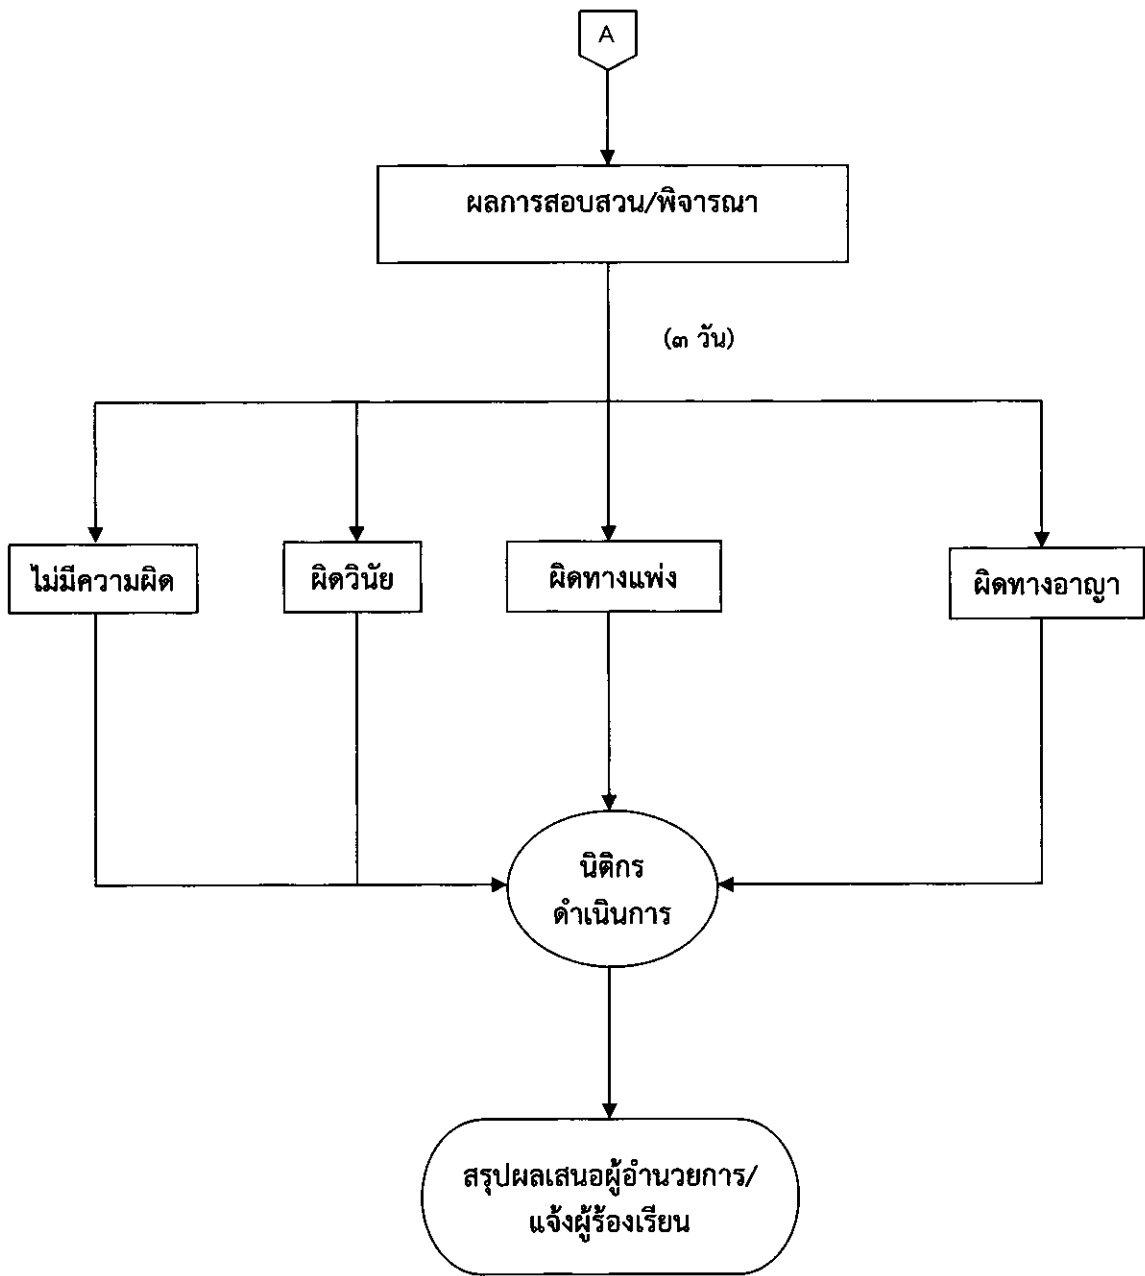 A
ผลการสอบสวน/พิจารณา
(๓ วัน)
ไม่มีความผิด
ผิดวินัย
ผิดทางแพ่ง
ผิดทางอาญา
นิติกร
ดำเนินการ
สรุปผลเสนอผู้อำนวยการ/
แจ้งผู้ร้องเรียน